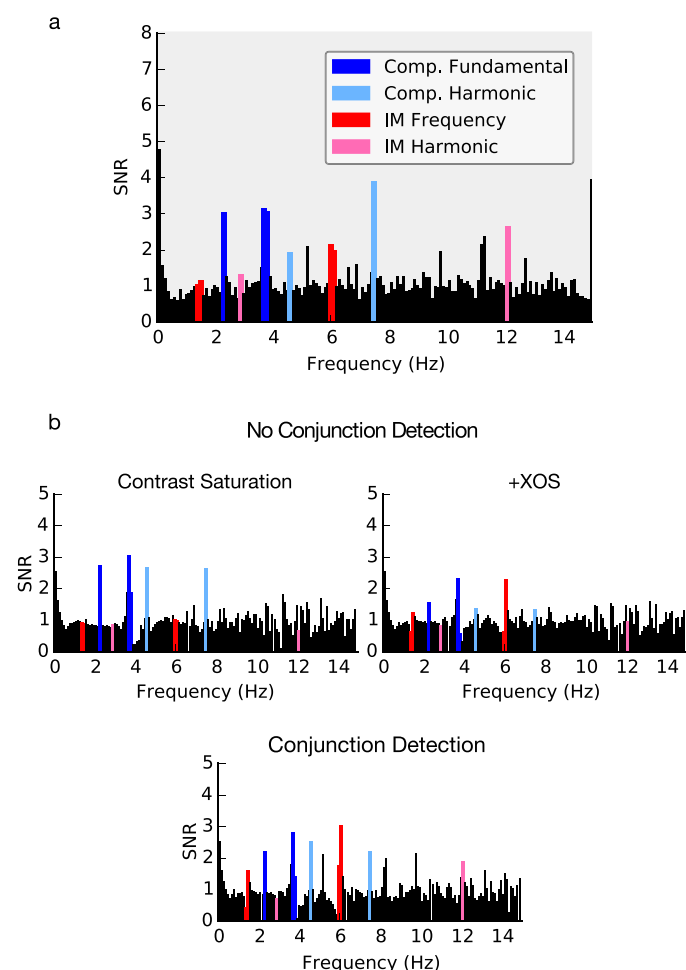 a
8
7
6
5
4
3
2
1
0
SNR
Comp. Fundamental
Comp. Harmonic
IM Frequency
IM Harmonic
0 2 4 6 8 10 12 14
Frequency (Hz)
b
No Conjunction Detection
Contrast Saturation
5
4
3
2
1
0
SNR
0 2 4 6 8 10 12 14
Frequency (Hz)
+XOS
5
4
3
2
1
0
0 2 4 6 8 10 12 14
Frequency (Hz)
Conjunction Detection
5
4
3
2
1
0
SNR
0 2 4 6 8 10 12 14
Frequency (Hz)